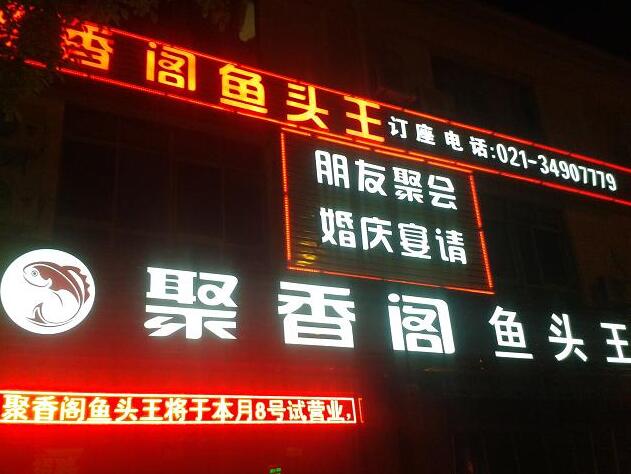 香阁鱼头王订座电话:021-34907779
朋友聚会
婚庆宴请
聚香阁鱼头王
聚香阁鱼头王将于本月8号试营业,